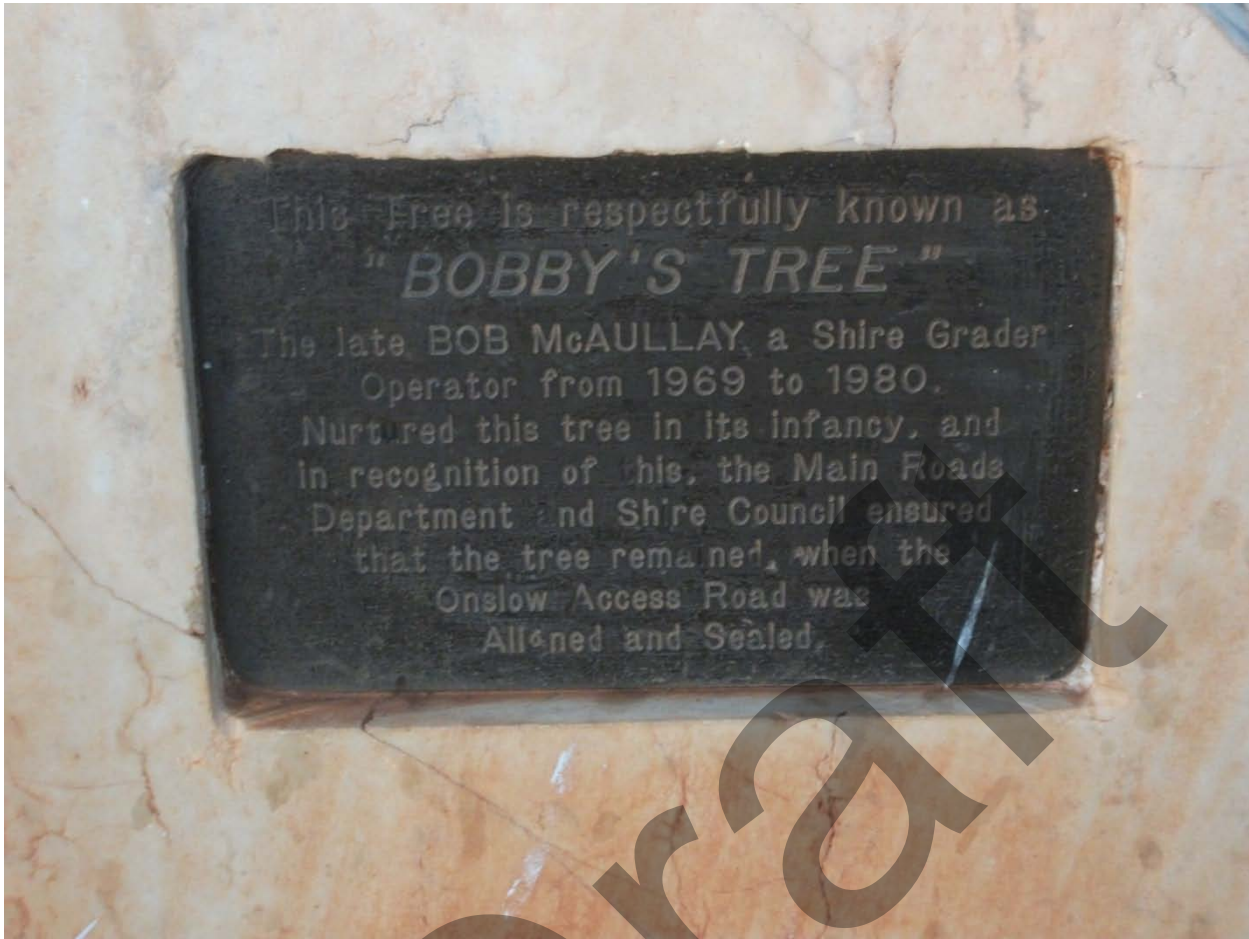 This Tree is respectfully known as
"BOBBY'S TREE"
The late BOB McAULLAY, a Shire Grader
Operator from 1969 to 1980.
Nurtured this tree in its infancy, and
in recognition of this, the Main Roads
Department and Shire Council ensured
that the tree remained, when the
Onslow Access Road was
Aligned and Sealed.
raft